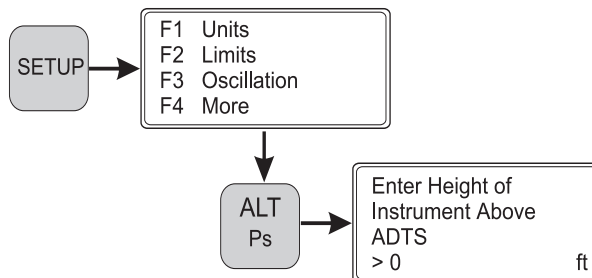 SETUP
F1 Units
F2 Limits
F3 Oscillation
F4 More
ALT
Ps
Enter Height of
Instrument Above
ADTS
> 0 ft